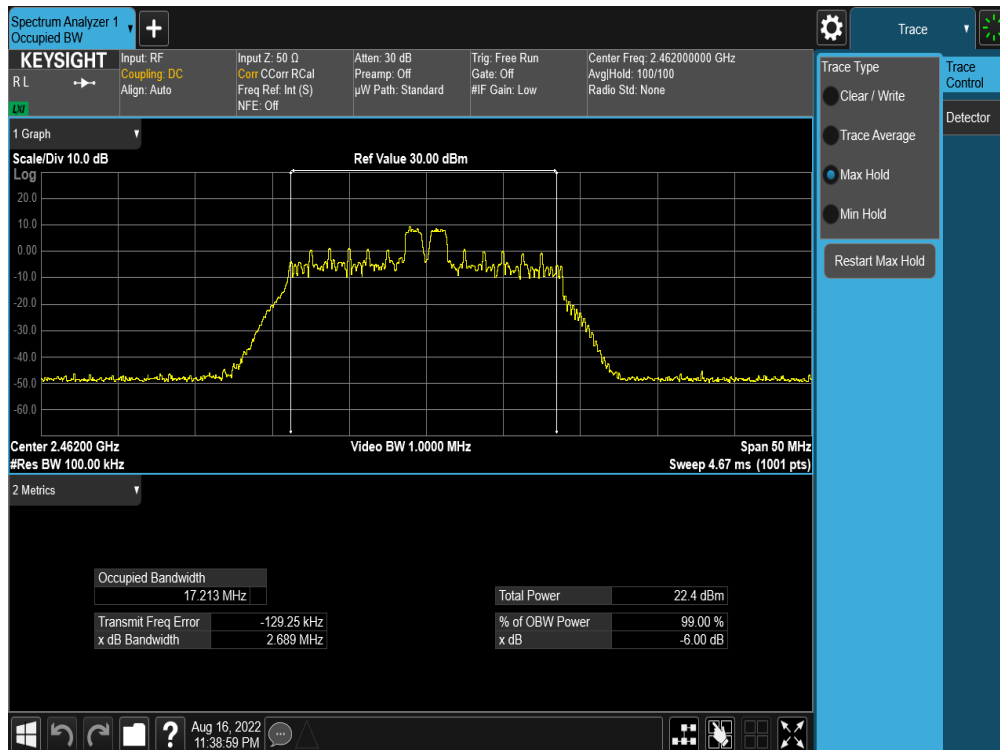 Spectrum Analyzer 1
Occupied BW
Trace
KEYSIGHT
R L
LXI
Input: RF
Coupling: DC
Align: Auto
Input Z: 50 Ω
Corr CCorr RCal
Freq Ref: Int (S)
NFE: Off
Atten: 30 dB
Preamp: Off
µW Path: Standard
Trig: Free Run
Gate: Off
#IF Gain: Low
Center Freq: 2.462000000 GHz
Avg|Hold: 100/100
Radio Std: None
Trace Type
Clear / Write
Trace Average
Max Hold
Min Hold
Restart Max Hold
Trace
Control
Detector
1 Graph
Scale/Div 10.0 dB
Ref Value 30.00 dBm
Log
20.0
10.0
0.00
-10.0
-20.0
-30.0
-40.0
-50.0
-60.0
Center 2.46200 GHz
Video BW 1.0000 MHz
Span 50 MHz
#Res BW 100.00 kHz
Sweep 4.67 ms (1001 pts)
2 Metrics
Occupied Bandwidth
17.213 MHz
Total Power 22.4 dBm
Transmit Freq Error -129.25 kHz
% of OBW Power 99.00 %
x dB Bandwidth 2.689 MHz
x dB -6.00 dB
?
Aug 16, 2022
11:38:59 PM